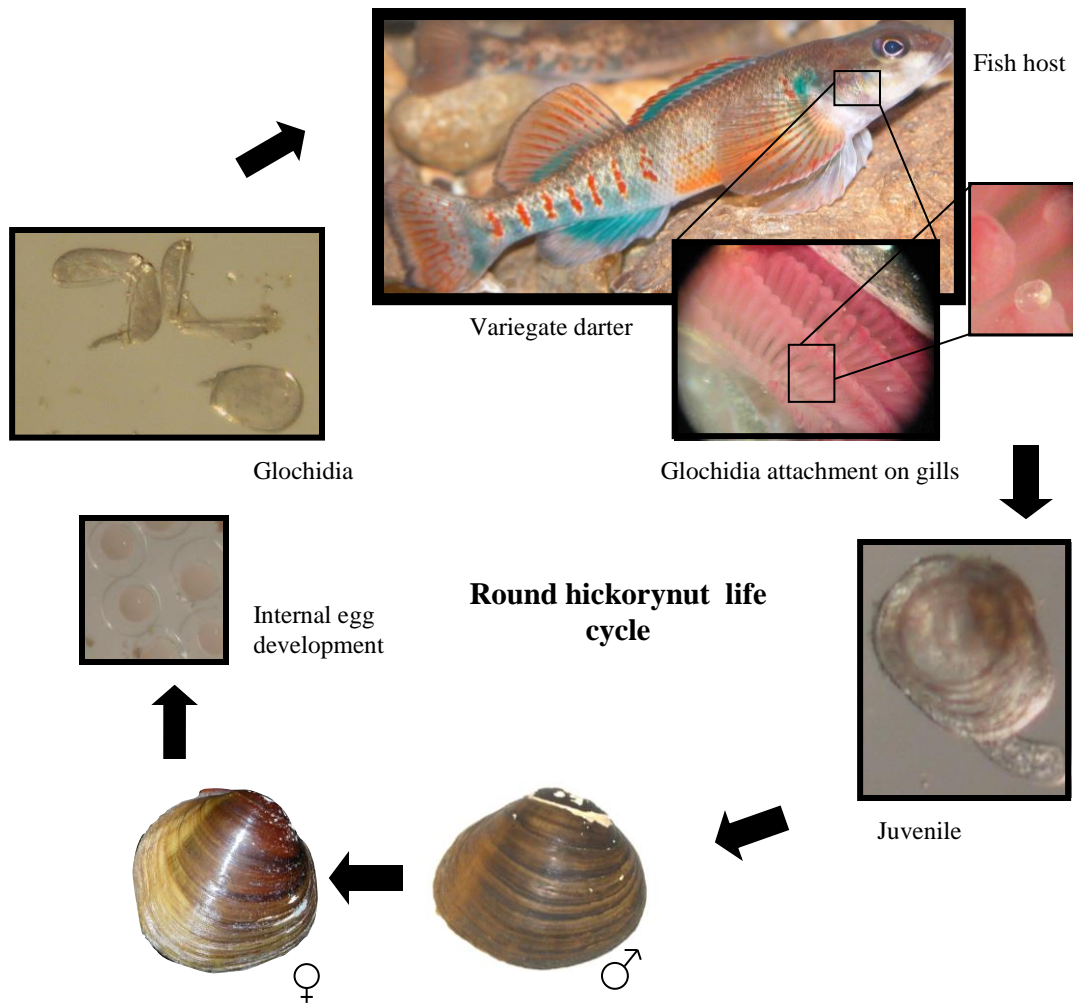 Fish host
Variegate darter
Glochidia
Glochidia attachment on gills
Round hickorynut life
cycle
Internal egg
development
Juvenile
♀
♂